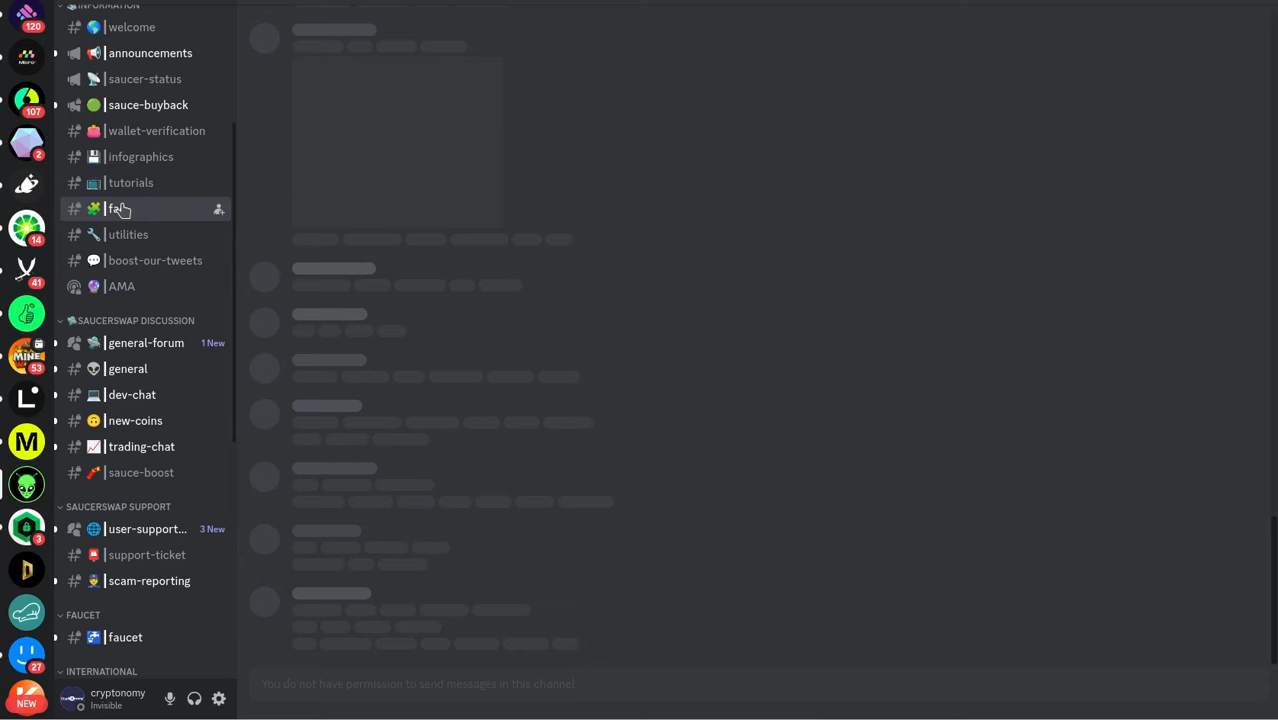 INFORMATION
welcome
announcements
saucer-status
sauce-buyback
wallet-verification
infographics
tutorials
utilities
boost-our-tweets
AMA
SAUCERSWAP DISCUSSION
general-forum 1 New
general
dev-chat
new-coins
trading-chat
sauce-boost
SAUCERSWAP SUPPORT
user-support... 3 New
support-ticket
scam-reporting
FAUCET
faucet
INTERNATIONAL
cryptonomy
Invisible
120
Micro
107
2
14
41
MINE
53
L
M
3
27
NEW
You do not have permission to send messages in this channel.